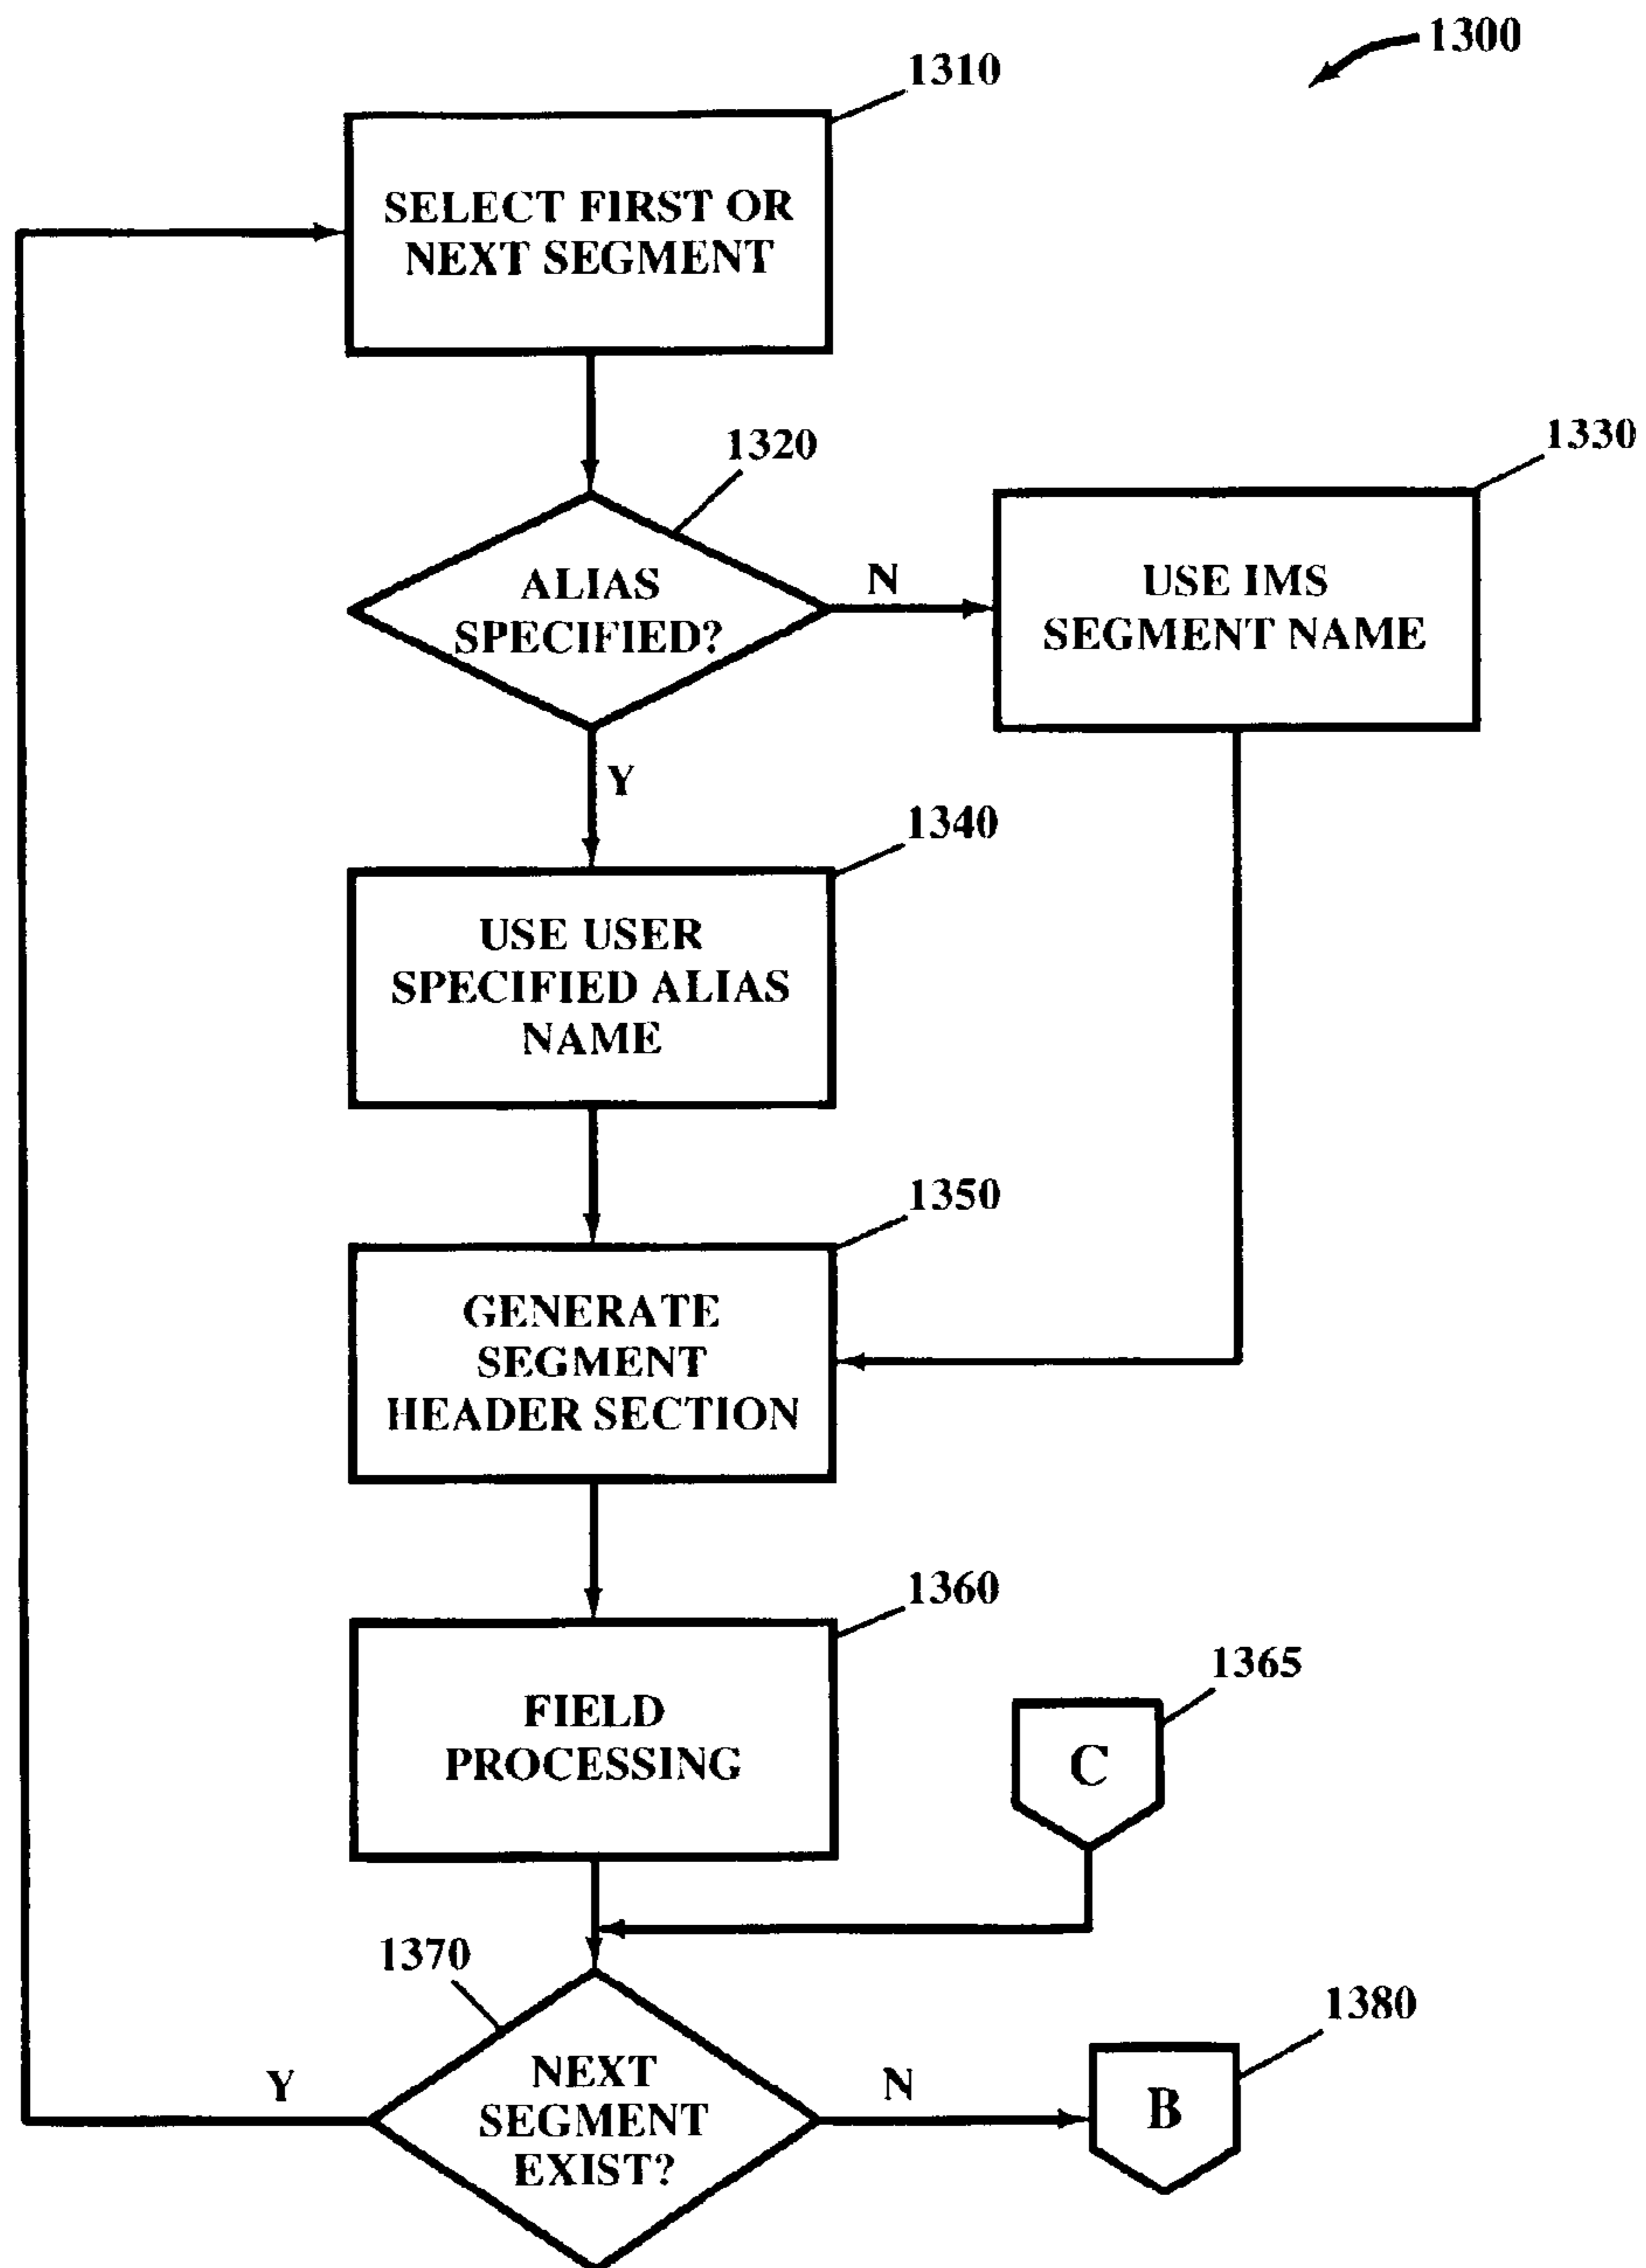 1300
1310
SELECT FIRST OR
NEXT SEGMENT
1320
1330
ALIAS
SPECIFIED?
N
USE IMS
SEGMENT NAME
Y
1340
USE USER
SPECIFIED ALIAS
NAME
1350
GENERATE
SEGMENT
HEADER SECTION
1360
FIELD
PROCESSING
1365
C
1370
1380
NEXT
SEGMENT
EXIST?
Y
N
B